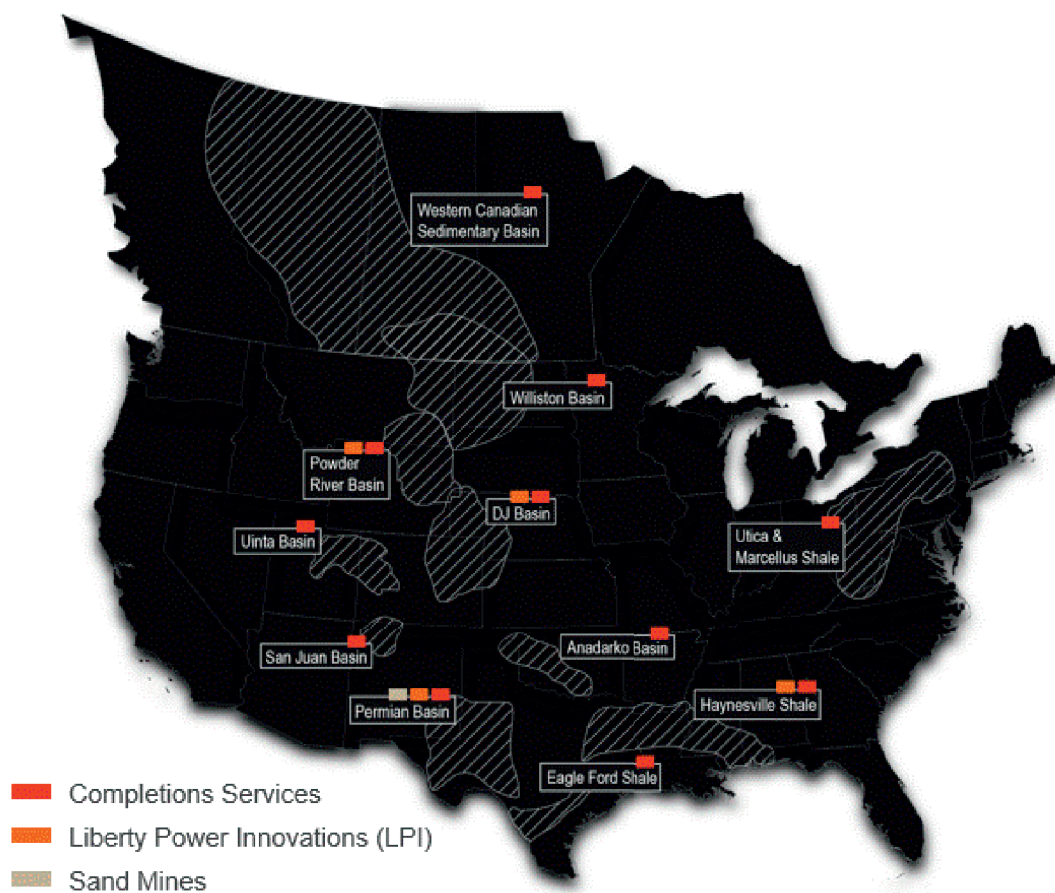 Western Canadian
Sedimentary Basin
Williston Basin
Powder
River Basin
DJ Basin
Uinta Basin
Utica &
Marcellus Shale
San Juan Basin
Anadarko Basin
Permian Basin
Haynesville Shale
Eagle Ford Shale
Completions Services
Liberty Power Innovations (LPI)
Sand Mines